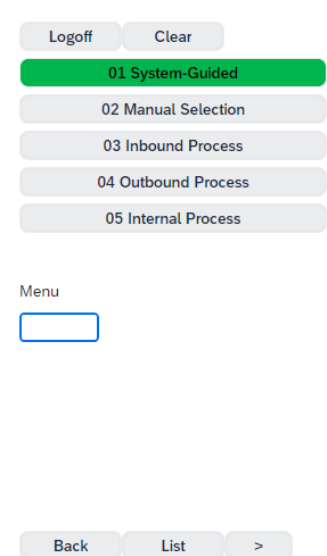 Logoff Clear
01 System-Guided
02 Manual Selection
03 Inbound Process
04 Outbound Process
05 Internal Process
Menu
Back List >